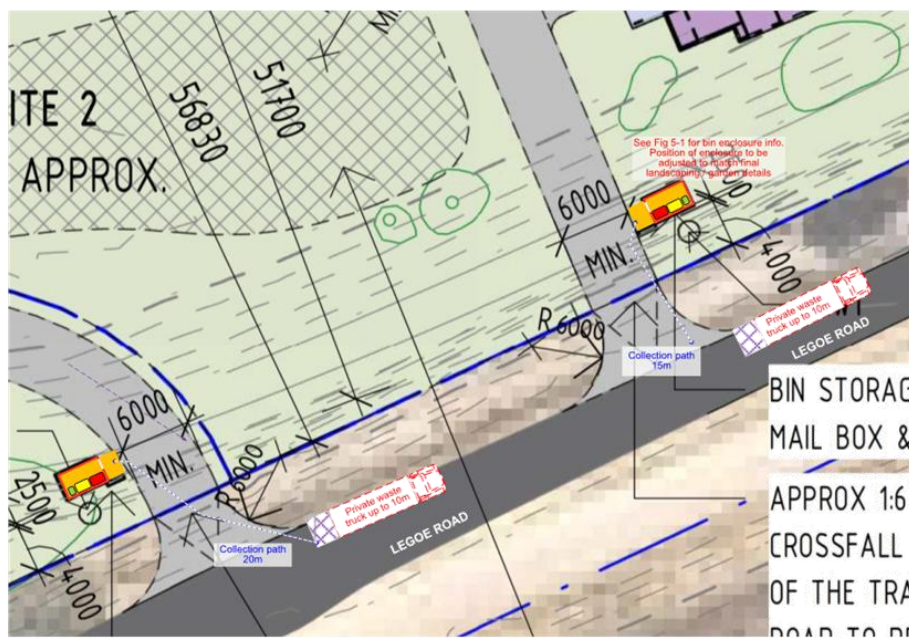 ITE 2
APPROX.
56830
51700
See Fig 5-1 for bin enclosure info.
Position of enclosure to be
adjusted to match final
landscaping / garden details
6000
MIN.
4000
R 6000
Private waste
truck up to 10m
LEGOE ROAD
Collection path
15m
BIN STORAG
MAIL BOX &
6000
MIN.
2500
4000
R6000
Private waste
truck up to 10m
LEGOE ROAD
Collection path
20m
APPROX 1:6
CROSSFALL
OF THE TRA